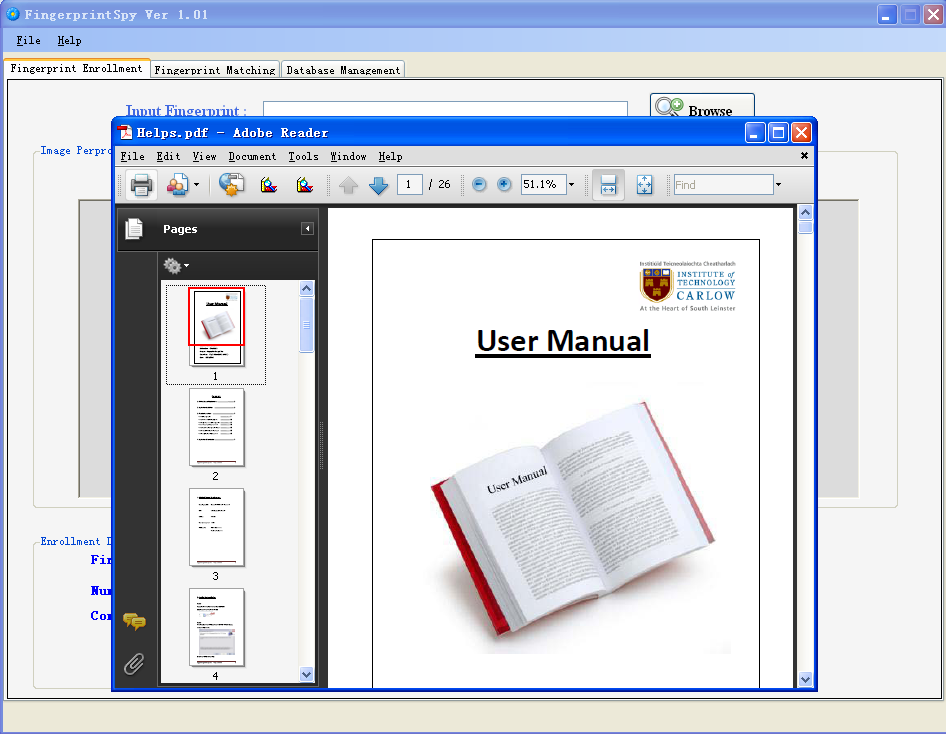 FingerprintSpy Ver 1.01
File Help
Fingerprint Enrollment Fingerprint Matching Database Management
Input Fingerprint :
Browse
Image Perpro
Helps.pdf - Adobe Reader
File Edit View Document Tools Window Help
1 / 26 51.1% Find
Pages
Institiúid Teicneolaíochta Cheatharlach
INSTITUTE of
TECHNOLOGY
CARLOW
At the Heart of South Leinster
User Manual
User Manual
User Manual
1
2
3
4
Enrollment D
Fin
Num
Con